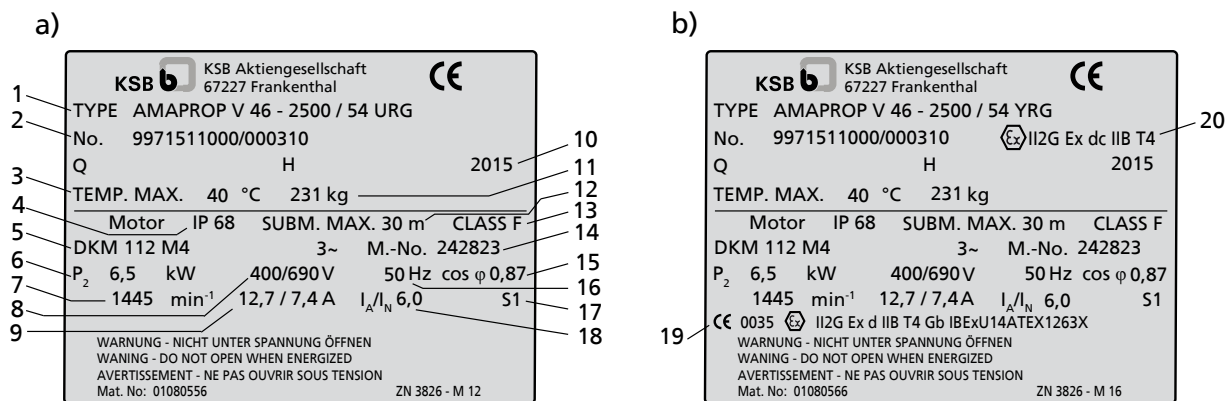 a)
KSB b KSB Aktiengesellschaft
67227 Frankenthal CE
1 TYPE AMAPROP V 46 - 2500 / 54 URG
2 No. 9971511000/000310
Q H 2015 10
3 TEMP. MAX. 40 °C 231 kg 11
4 Motor IP 68 SUBM. MAX. 30 m CLASS F 12 13
5 DKM 112 M4 3~ M.-No. 242823 14
6 P2 6,5 kW 400/690 V 50 Hz cos φ 0,87 15 16
7 1445 min-1 12,7 / 7,4 A IA/IN 6,0 S1 17
8
9
18
WARNUNG - NICHT UNTER SPANNUNG ÖFFNEN
WANING - DO NOT OPEN WHEN ENERGIZED
AVERTISSEMENT - NE PAS OUVRIR SOUS TENSION
Mat. No: 01080556 ZN 3826 - M 12
b)
KSB b KSB Aktiengesellschaft
67227 Frankenthal CE
TYPE AMAPROP V 46 - 2500 / 54 YRG
No. 9971511000/000310 Ex II2G Ex dc IIB T4 20
Q H 2015
TEMP. MAX. 40 °C 231 kg
Motor IP 68 SUBM. MAX. 30 m CLASS F
DKM 112 M4 3~ M.-No. 242823
P2 6,5 kW 400/690 V 50 Hz cos φ 0,87
1445 min-1 12,7 / 7,4 A IA/IN 6,0 S1
19 CE 0035 Ex II2G Ex d IIB T4 Gb IBExU14ATEX1263X
WARNUNG - NICHT UNTER SPANNUNG ÖFFNEN
WANING - DO NOT OPEN WHEN ENERGIZED
AVERTISSEMENT - NE PAS OUVRIR SOUS TENSION
Mat. No: 01080566 ZN 3826 - M 16